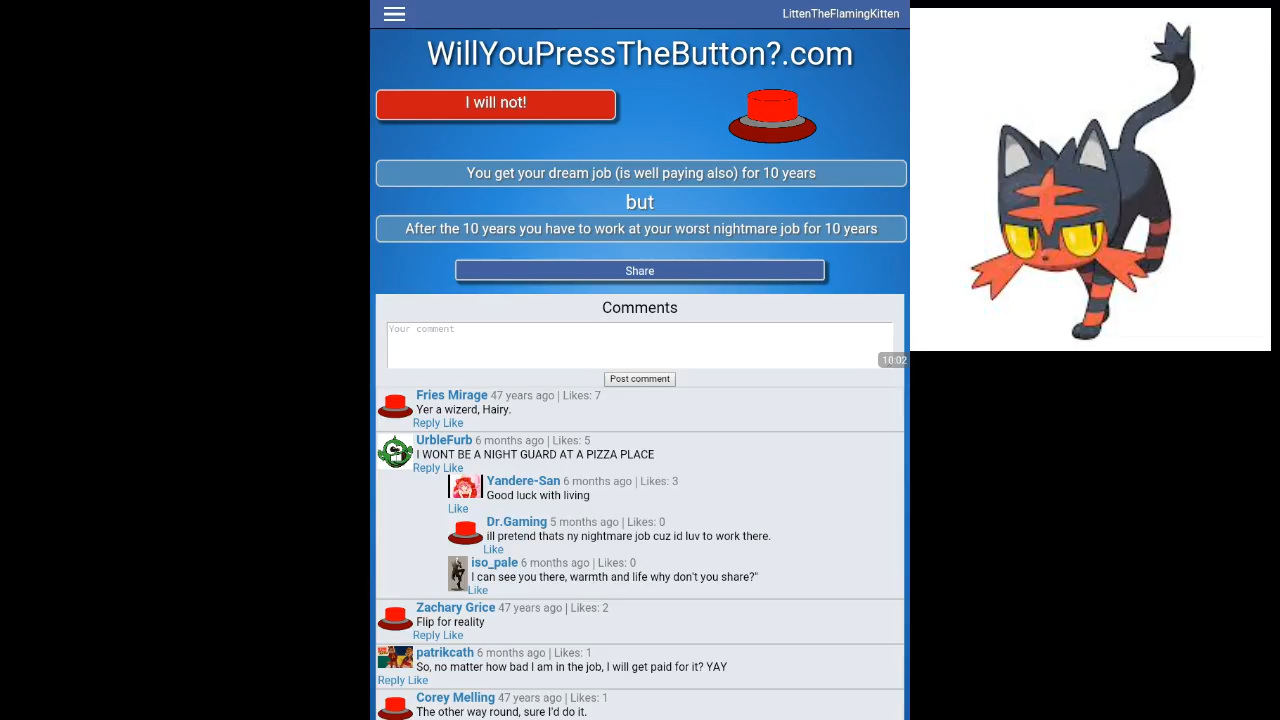 LittenTheFlamingKitten
WillYouPressTheButton?.com
I will not!
You get your dream job (is well paying also) for 10 years
but
After the 10 years you have to work at your worst nightmare job for 10 years
Share
Comments
Your comment
10:02
Post comment
Fries Mirage 47 years ago | Likes: 7
Yer a wizerd, Hairy.
Reply Like
UrbleFurb 6 months ago | Likes: 5
I WONT BE A NIGHT GUARD AT A PIZZA PLACE
Reply Like
Yandere-San 6 months ago | Likes: 3
Good luck with living
Like
Dr.Gaming 5 months ago | Likes: 0
ill pretend thats ny nightmare job cuz id luv to work there.
Like
iso_pale 6 months ago | Likes: 0
I can see you there, warmth and life why don't you share?"
Like
Zachary Grice 47 years ago | Likes: 2
Flip for reality
Reply Like
patrikcath 6 months ago | Likes: 1
So, no matter how bad I am in the job, I will get paid for it? YAY
Reply Like
Corey Melling 47 years ago | Likes: 1
The other way round, sure I'd do it.